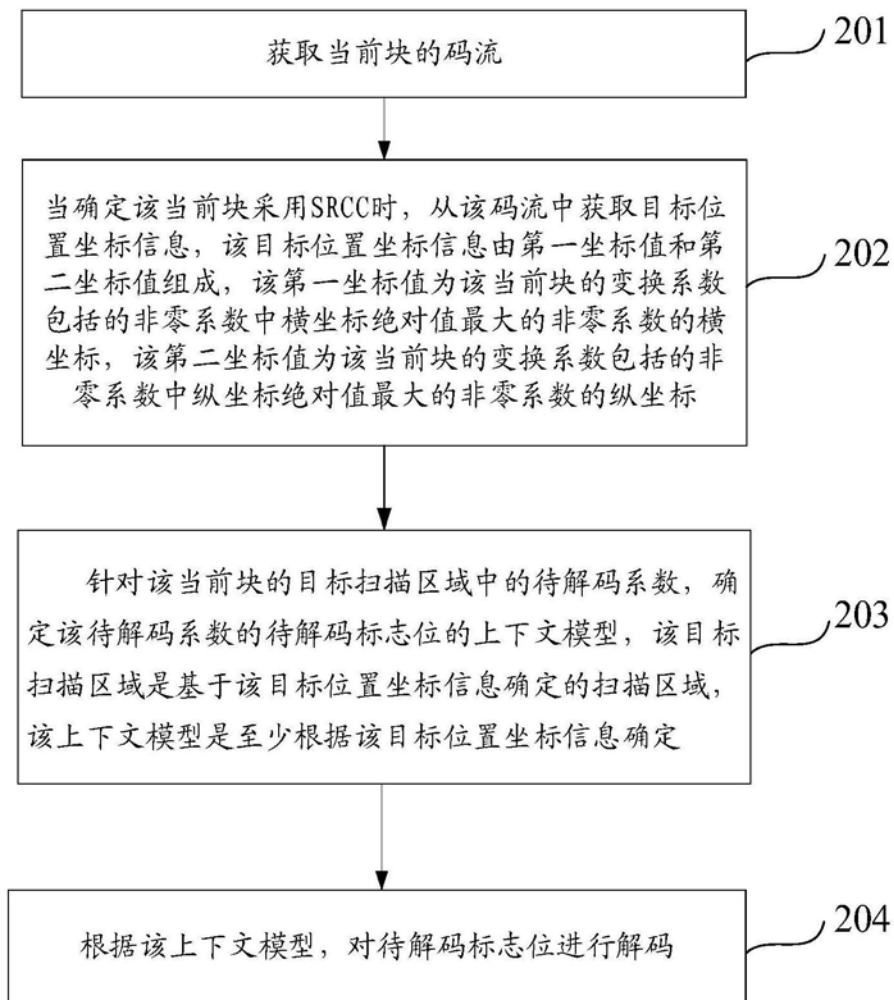 获取当前块的码流
201
当确定该当前块采用SRCC时，从该码流中获取目标位
置坐标信息，该目标位置坐标信息由第一坐标值和第
二坐标值组成，该第一坐标值为该当前块的变换系数
包括的非零系数中横坐标绝对值最大的非零系数的横
坐标，该第二坐标值为该当前块的变换系数包括的非
零系数中纵坐标绝对值最大的非零系数的纵坐标
202
针对该当前块的目标扫描区域中的待解码系数，确
定该待解码系数的待解码标志位的上下文模型，该目标
扫描区域是基于该目标位置坐标信息确定的扫描区域，
该上下文模型是至少根据该目标位置坐标信息确定
203
根据该上下文模型，对待解码标志位进行解码
204